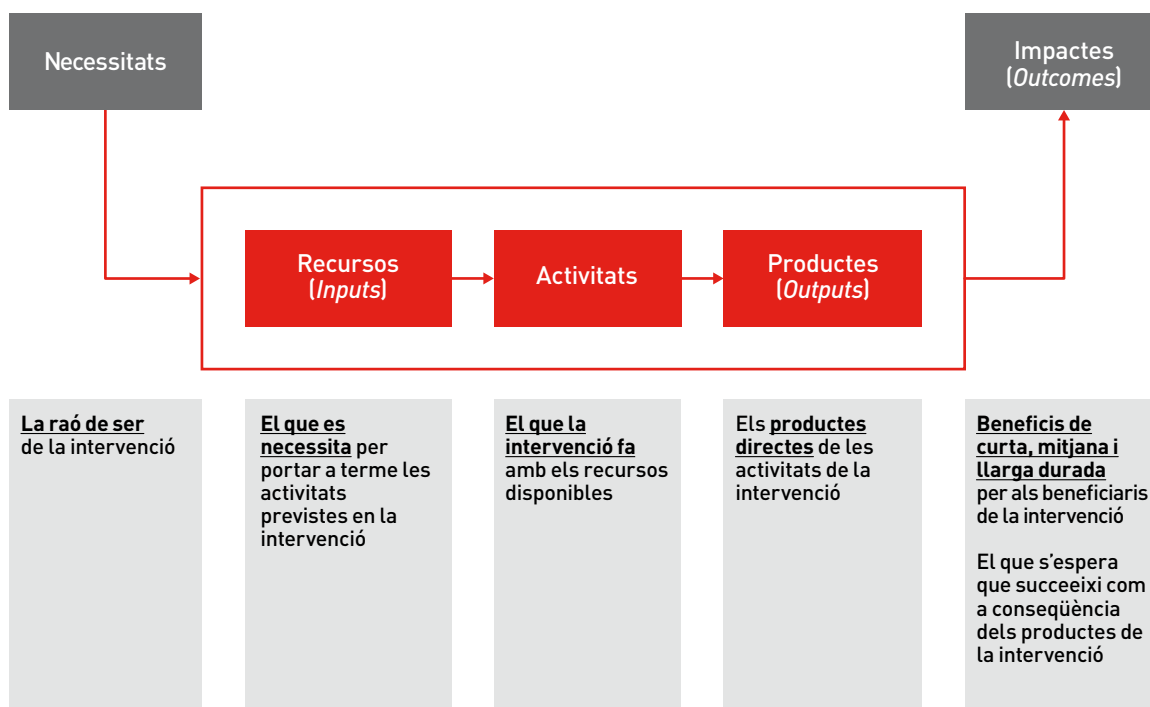 Necessitats
Impactes
(Outcomes)
Recursos
(Inputs)
Activitats
Productes
(Outputs)
La raó de ser
de la intervenció
El que es
necessita per
portar a terme les
activitats
previstes en la
intervenció
El que la
intervenció fa
amb els recursos
disponibles
Els productes
directes de les
activitats de la
intervenció
Beneficis de
curta, mitjana i
llarga durada
per als beneficiaris
de la intervenció
El que s’espera
que succeeixi com
a conseqüència
dels productes de
la intervenció